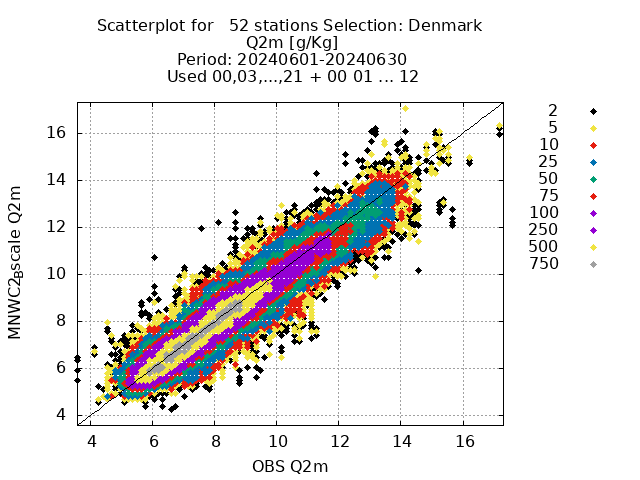 Scatterplot for   52 stations Selection: Denmark
Q2m [g/Kg]
Period: 20240601-20240630
Used 00,03,...,21 + 00 01 ... 12
2
5
10
25
50
75
100
250
500
750
16
14
12
10
8
6
4
4 6 8 10 12 14 16
OBS Q2m